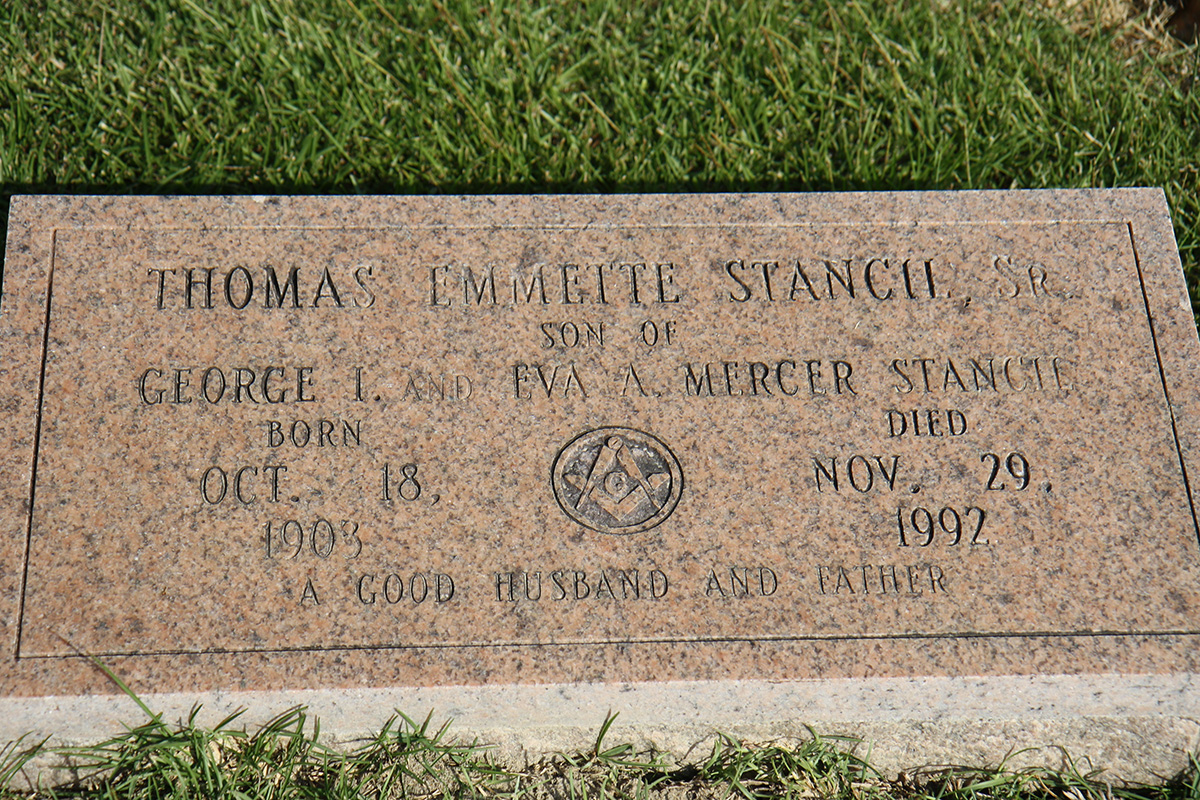 THOMAS EMMETTE STANCIL, SR.
SON OF
GEORGE I. AND EVA A. MERCER STANCIL
BORN
OCT. 18,
1903
DIED
NOV. 29,
1992
G
A GOOD HUSBAND AND FATHER